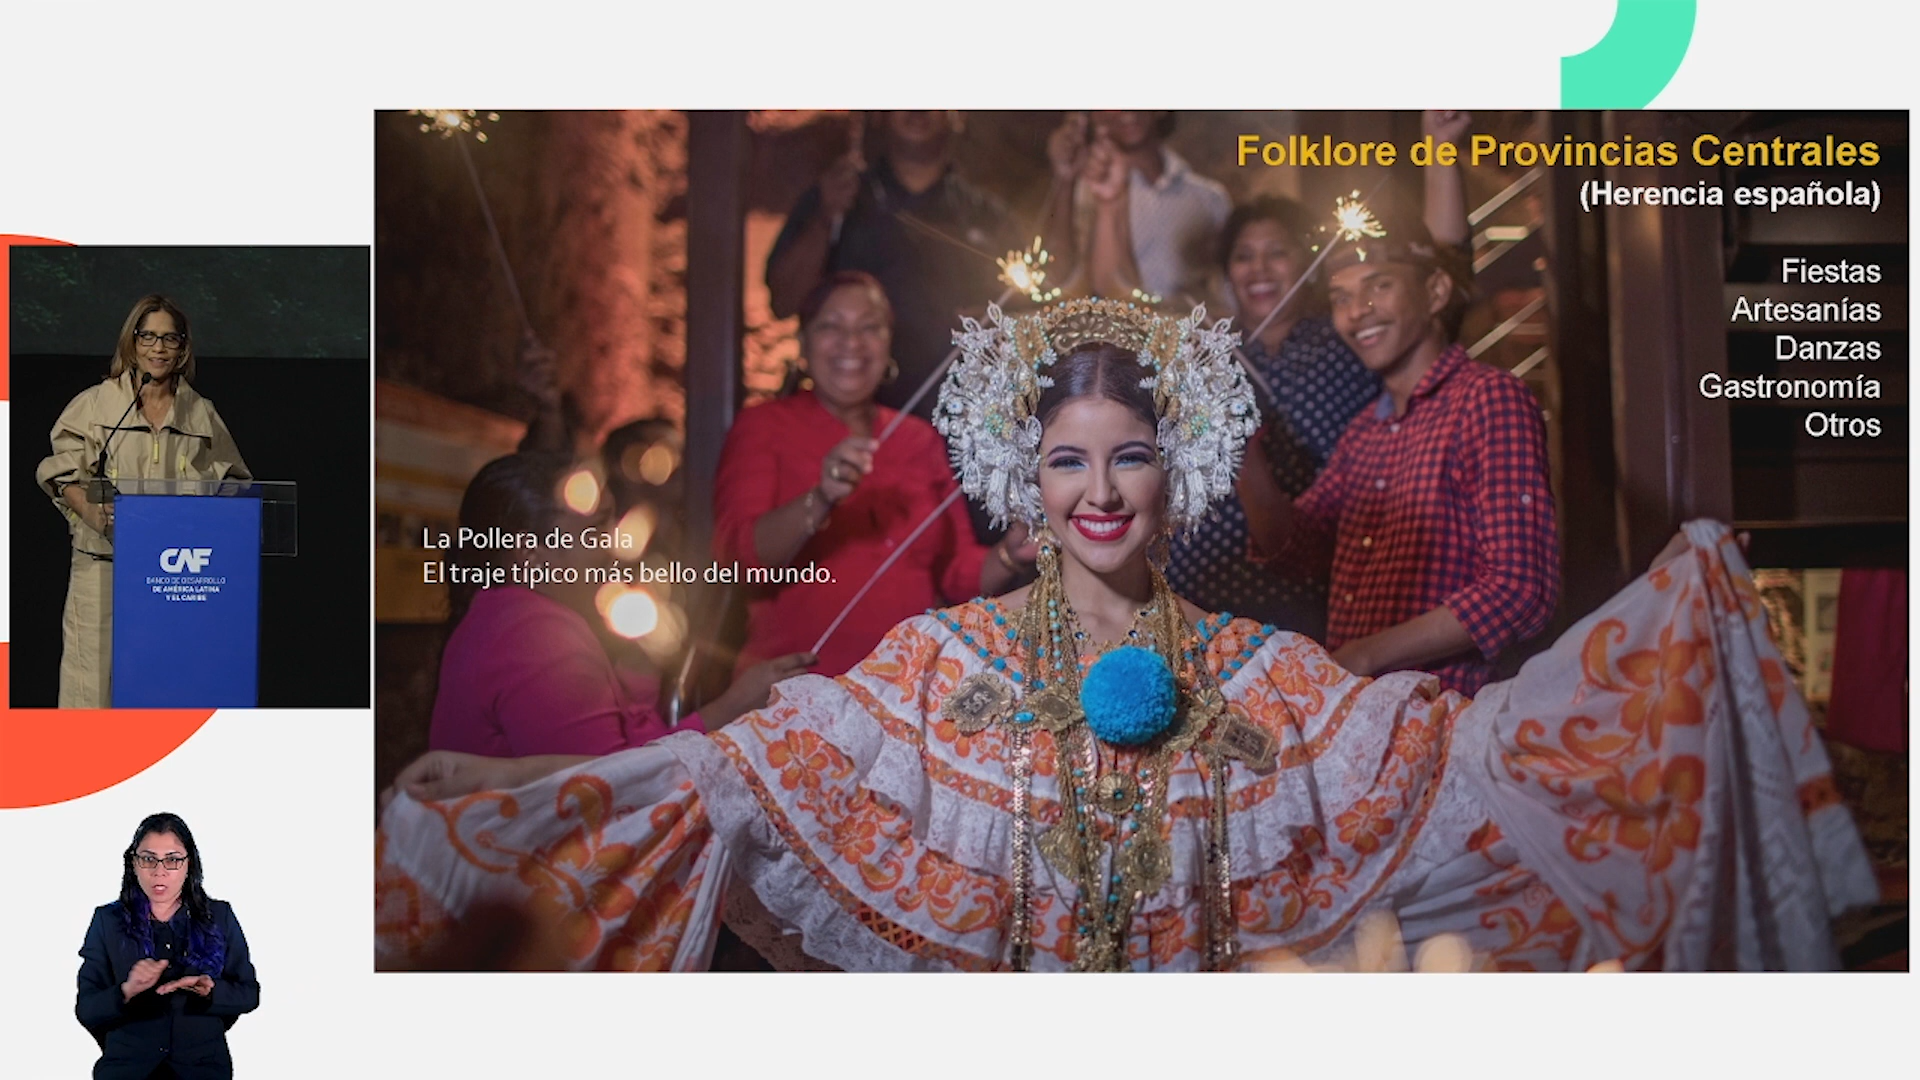 Folklore de Provincias Centrales
(Herencia española)
Fiestas
Artesanías
Danzas
Gastronomía
Otros
La Pollera de Gala
El traje típico más bello del mundo.
CAF
BANCO DE DESARROLLO
DE AMÉRICA LATINA
Y EL CARIBE